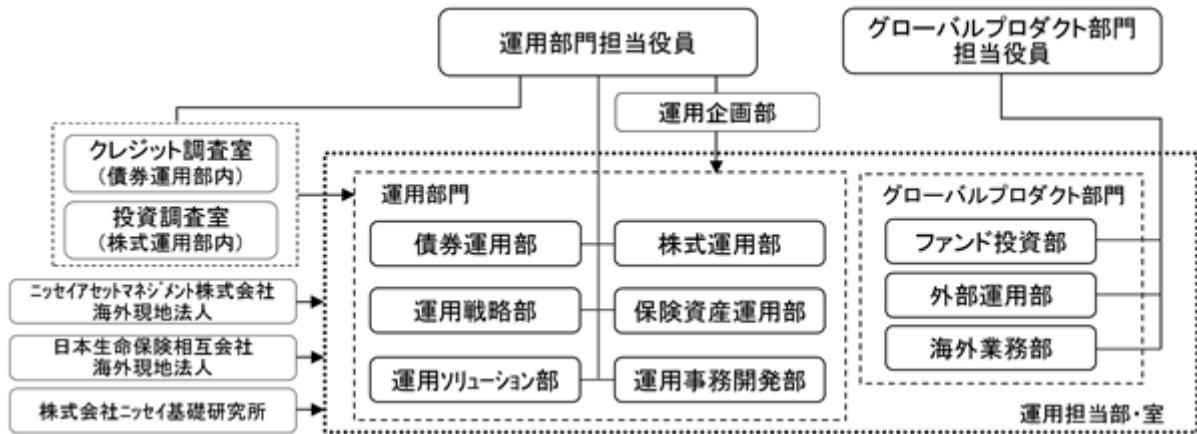 運用部門担当役員
グローバルプロダクト部門
担当役員
運用企画部
クレジット調査室
(債券運用部内)
投資調査室
(株式運用部内)
運用部門
債券運用部
株式運用部
運用戦略部
保険資産運用部
運用ソリューション部
運用事務開発部
グローバルプロダクト部門
ファンド投資部
外部運用部
海外業務部
ニッセイアセットマネジメント株式会社
海外現地法人
日本生命保険相互会社
海外現地法人
株式会社ニッセイ基礎研究所
運用担当部・室